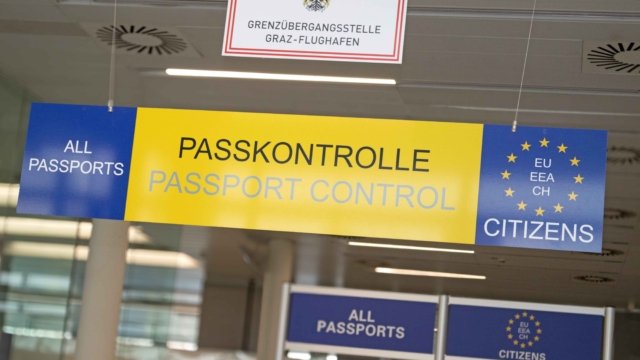 GRENZÜBERGANGSSTELLE
GRAZ-FLUGHAFEN
ALL
PASSPORTS
PASSKONTROLLE
PASSPORT CONTROL
EU
EEA
CH
CITIZENS
ALL
PASSPORTS
EU
EEA
CH
CITIZENS